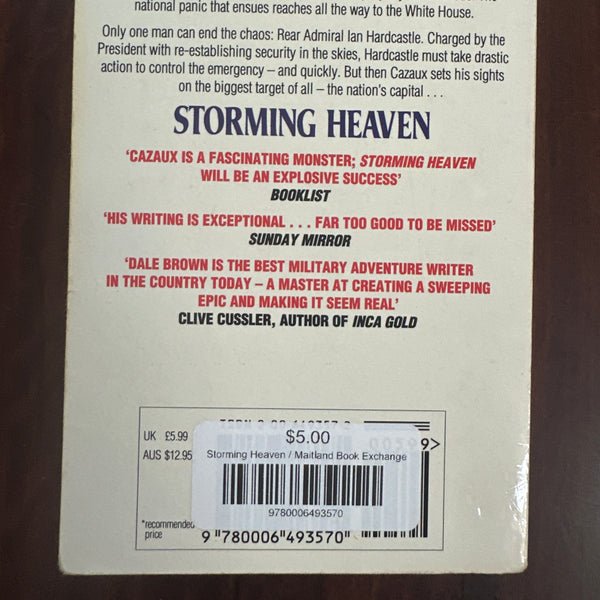 national panic that ensues reaches all the way to the White House.
Only one man can end the chaos: Rear Admiral Ian Hardcastle. Charged by the
President with re-establishing security in the skies, Hardcastle must take drastic
action to control the emergency – and quickly. But then Cazaux sets his sights
on the biggest target of all – the nation's capital . . .
STORMING HEAVEN
‘CAZAUX IS A FASCINATING MONSTER; STORMING HEAVEN
WILL BE AN EXPLOSIVE SUCCESS’
BOOKLIST
‘HIS WRITING IS EXCEPTIONAL . . . FAR TOO GOOD TO BE MISSED’
SUNDAY MIRROR
‘DALE BROWN IS THE BEST MILITARY ADVENTURE WRITER
IN THE COUNTRY TODAY – A MASTER AT CREATING A SWEEPING
EPIC AND MAKING IT SEEM REAL’
CLIVE CUSSLER, AUTHOR OF INCA GOLD
UK £5.99
AUS $12.95
*recommended
price
$5.00
Storming Heaven / Maitland Book Exchange
9780006493570
9>
9 "780006"493570"